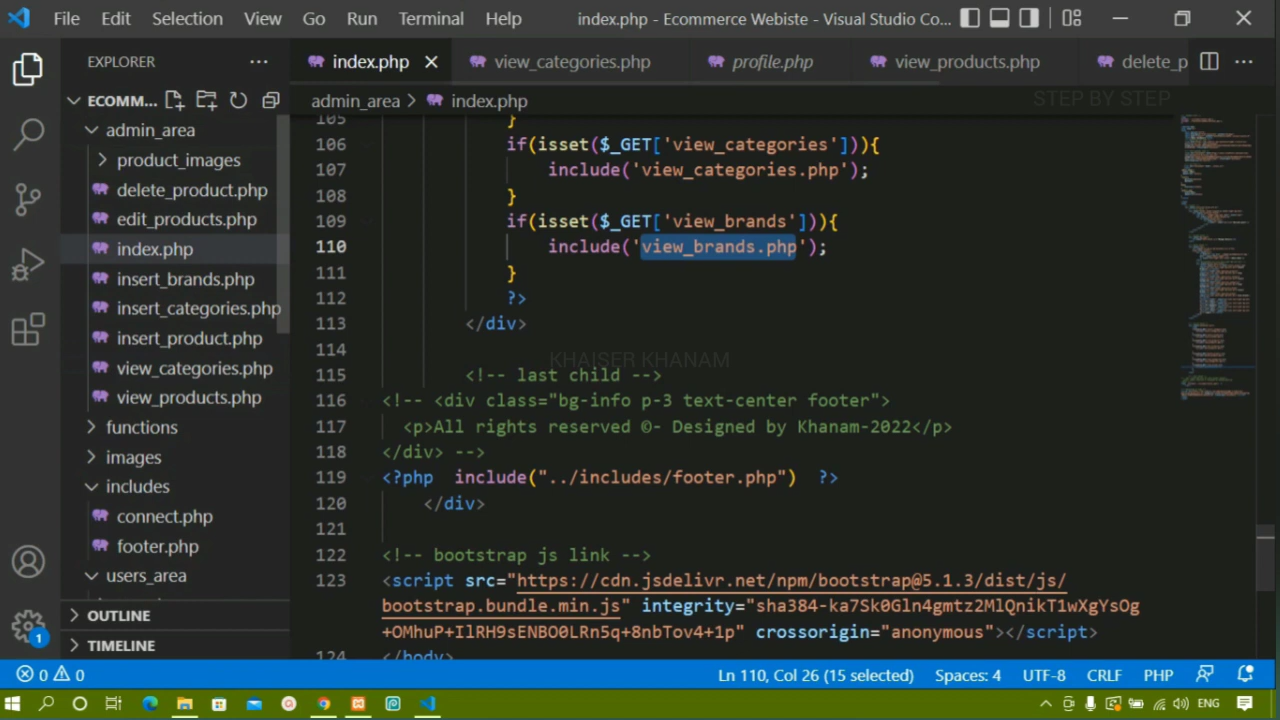 File Edit Selection View Go Run Terminal Help index.php - Ecommerce Webiste - Visual Studio Co...
EXPLORER
index.php view_categories.php profile.php view_products.php delete_p
ECOMM...
admin_area > index.php
STEP BY STEP
admin_area
product_images
delete_product.php
edit_products.php
index.php
insert_brands.php
insert_categories.php
insert_product.php
view_categories.php
view_products.php
functions
images
includes
connect.php
footer.php
users_area
OUTLINE
TIMELINE
105 }
106 if(isset($_GET['view_categories'])){
107 include('view_categories.php');
108 }
109 if(isset($_GET['view_brands'])){
110 include('view_brands.php');
111 }
112 ?>
113 </div>
114
KHAISER KHANAM
115 <!-- last child -->
116 <!-- <div class="bg-info p-3 text-center footer">
117 <p>All rights reserved ©- Designed by Khanam-2022</p>
118 </div> -->
119 <?php include("../includes/footer.php") ?>
120 </div>
121
122 <!-- bootstrap js link -->
123 <script src="https://cdn.jsdelivr.net/npm/bootstrap@5.1.3/dist/js/
bootstrap.bundle.min.js" integrity="sha384-ka7Sk0Gln4gmtz2MlQnikT1wXgYsOg
+OMhuP+IlRH9sENBO0LRn5q+8nbTov4+1p" crossorigin="anonymous"></script>
124 </body>
1
0 0 Ln 110, Col 26 (15 selected) Spaces: 4 UTF-8 CRLF PHP
ENG